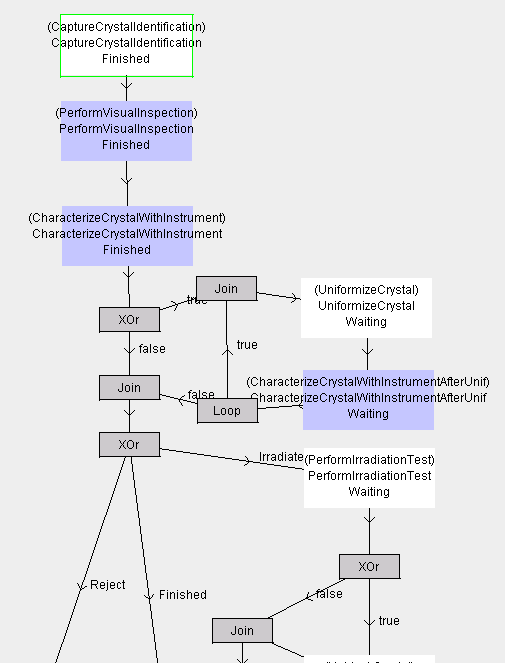 (CaptureCrystalIdentification)
CaptureCrystalIdentification
Finished
(PerformVisualInspection)
PerformVisualInspection
Finished
(CharacterizeCrystalWithInstrument)
CharacterizeCrystalWithInstrument
Finished
Join
true
(UniformizeCrystal)
UniformizeCrystal
Waiting
XOr
false
true
(CharacterizeCrystalWithInstrumentAfterUnif)
CharacterizeCrystalWithInstrumentAfterUnif
Waiting
Join
false
Loop
XOr
Irradiate
(PerformIrradiationTest)
PerformIrradiationTest
Waiting
XOr
Reject
Finished
false
true
Join